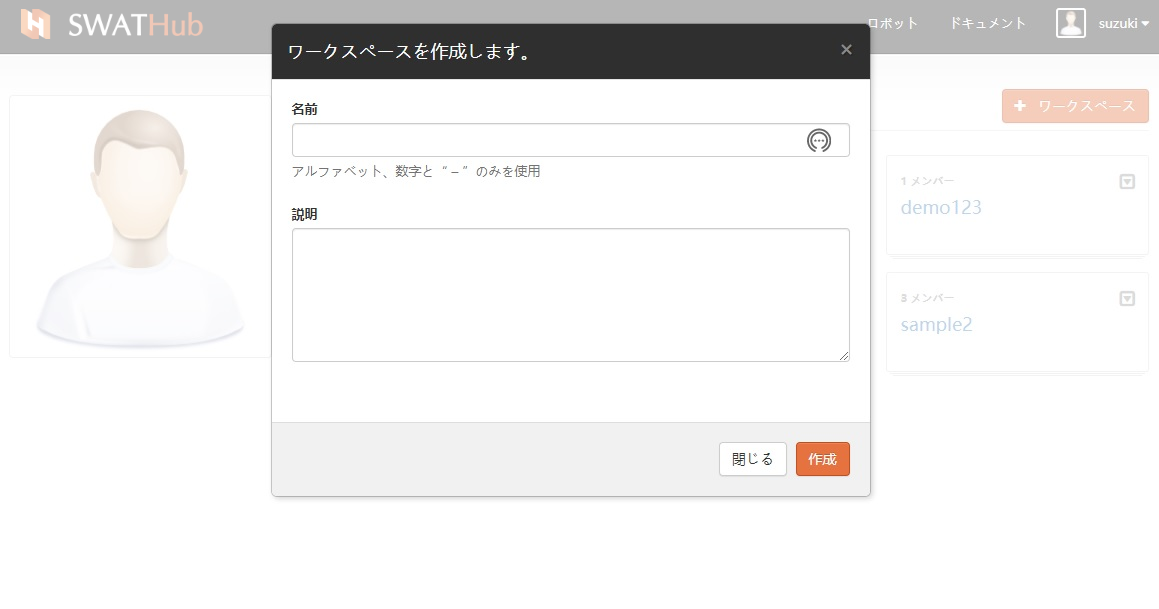 SWATHub
ロボット
ドキュメント
suzuki
ワークスペースを作成します。
×
名前
アルファベット、数字と“–”のみを使用
説明
閉じる
作成
+ ワークスペース
1 メンバー
demo123
3 メンバー
sample2